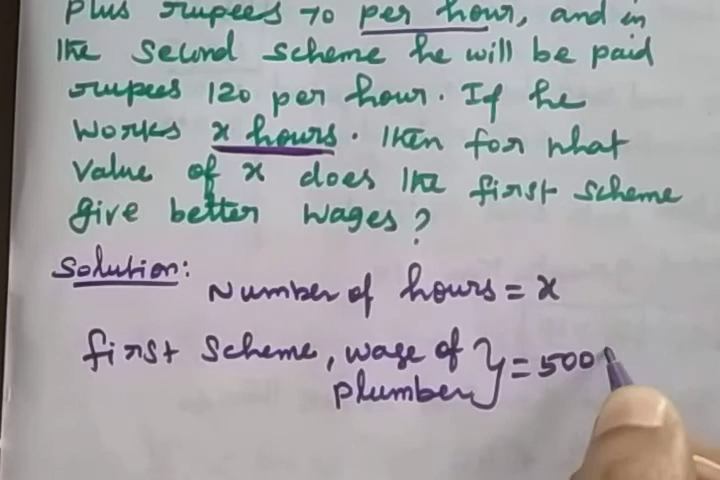 plus rupees 70 per hour, and in
the second scheme he will be paid
rupees 120 per hour. If he
works x hours. Then for what
value of x does the first scheme
give better wages?
Solution:
Number of hours = x
first scheme, wage of
plumber } = 500